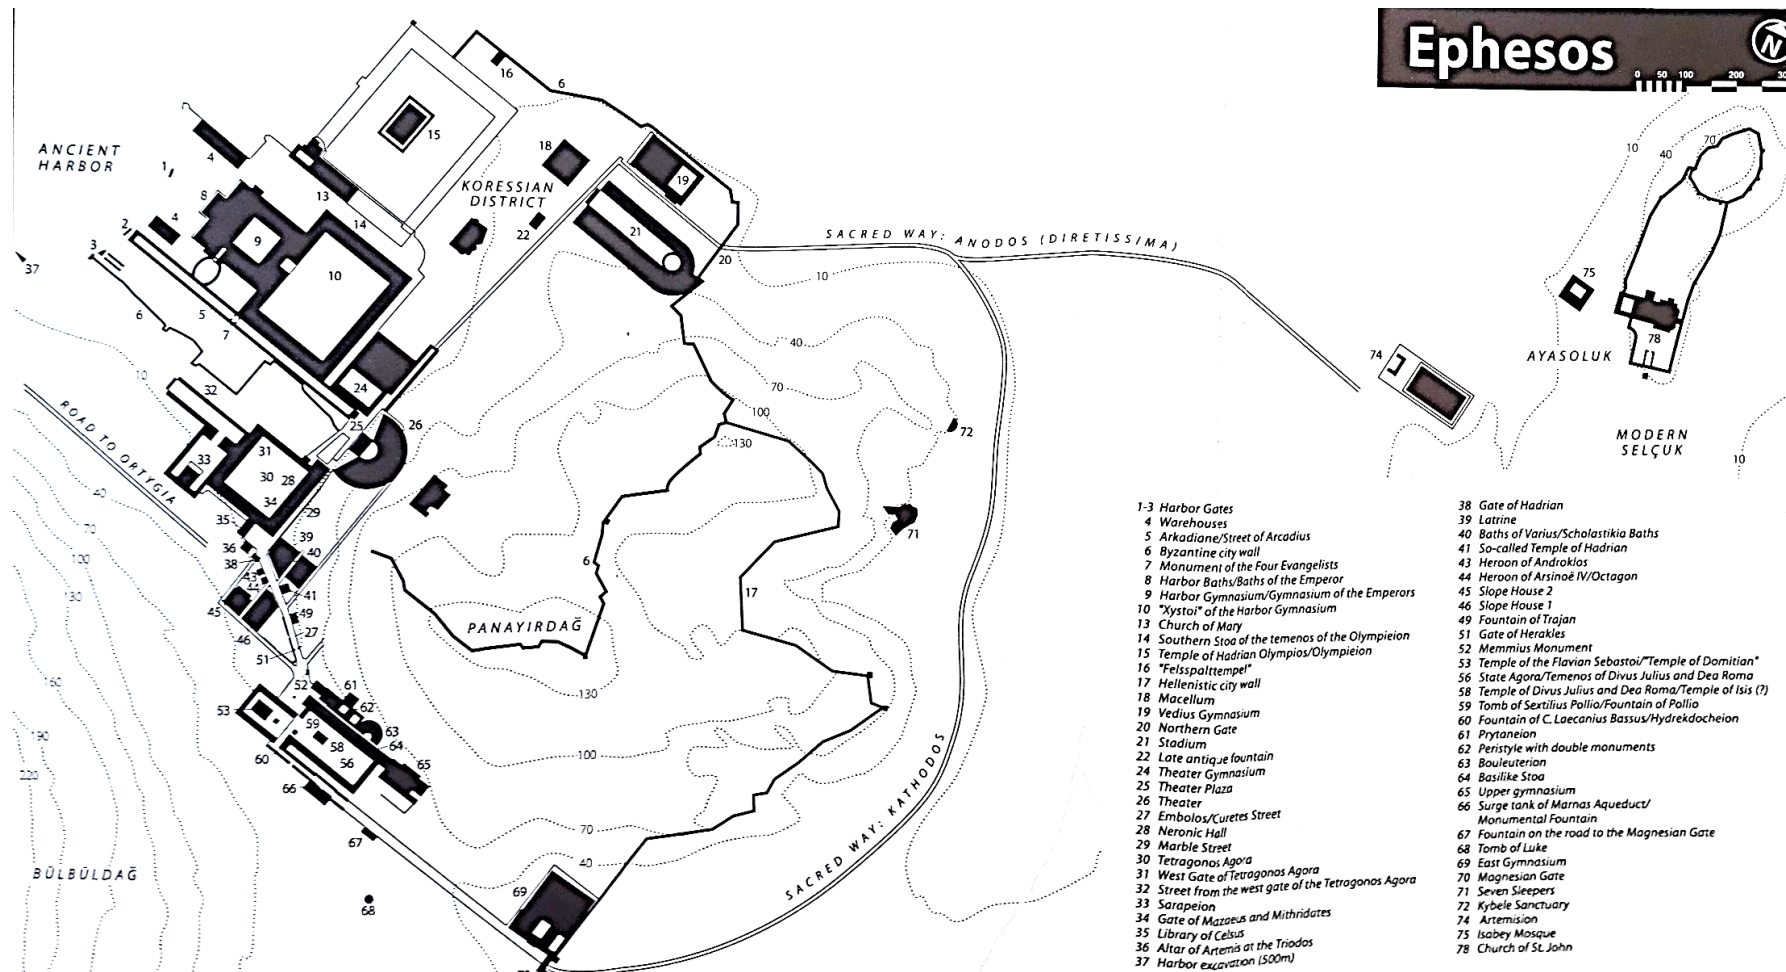 Ephesos
N
0 50 100 200 30
ANCIENT
HARBOR
KORESSIAN
DISTRICT
SACRED WAY: ANODOS (DIRETISSIMA)
AYASOLUK
MODERN
SELÇUK
ROAD TO ORTYGIA
PANAYIRDAĞ
SACRED WAY: KATHODOS
BÜLBÜLDAĞ
1-3 Harbor Gates
4 Warehouses
5 Arkadiane/Street of Arcadius
6 Byzantine city wall
7 Monument of the Four Evangelists
8 Harbor Baths/Baths of the Emperor
9 Harbor Gymnasium/Gymnasium of the Emperors
10 "Xystoi" of the Harbor Gymnasium
13 Church of Mary
14 Southern Stoa of the temenos of the Olympieion
15 Temple of Hadrian Olympios/Olympieion
16 "Felsspalttempel"
17 Hellenistic city wall
18 Macellum
19 Vedius Gymnasium
20 Northern Gate
21 Stadium
22 Late antique fountain
24 Theater Gymnasium
25 Theater Plaza
26 Theater
27 Embolos/Curetes Street
28 Neronic Hall
29 Marble Street
30 Tetragonos Agora
31 West Gate of Tetragonos Agora
32 Street from the west gate of the Tetragonos Agora
33 Sarapeion
34 Gate of Mazaeus and Mithridates
35 Library of Celsus
36 Altar of Artemis at the Triodos
37 Harbor excavation (500m)
38 Gate of Hadrian
39 Latrine
40 Baths of Varius/Scholastikia Baths
41 So-called Temple of Hadrian
43 Heroon of Androklos
44 Heroon of Arsinoë IV/Octagon
45 Slope House 2
46 Slope House 1
49 Fountain of Trajan
51 Gate of Herakles
52 Memmius Monument
53 Temple of the Flavian Sebastoi/"Temple of Domitian"
56 State Agora/Temenos of Divus Julius and Dea Roma
58 Temple of Divus Julius and Dea Roma/Temple of Isis (?)
59 Tomb of Sextilius Pollio/Fountain of Pollio
60 Fountain of C. Laecanius Bassus/Hydrekdocheion
61 Prytaneion
62 Peristyle with double monuments
63 Bouleuterion
64 Basilike Stoa
65 Upper gymnasium
66 Surge tank of Marnas Aqueduct/
Monumental Fountain
67 Fountain on the road to the Magnesian Gate
68 Tomb of Luke
69 East Gymnasium
70 Magnesian Gate
71 Seven Sleepers
72 Kybele Sanctuary
74 Artemision
75 Isabey Mosque
78 Church of St. John